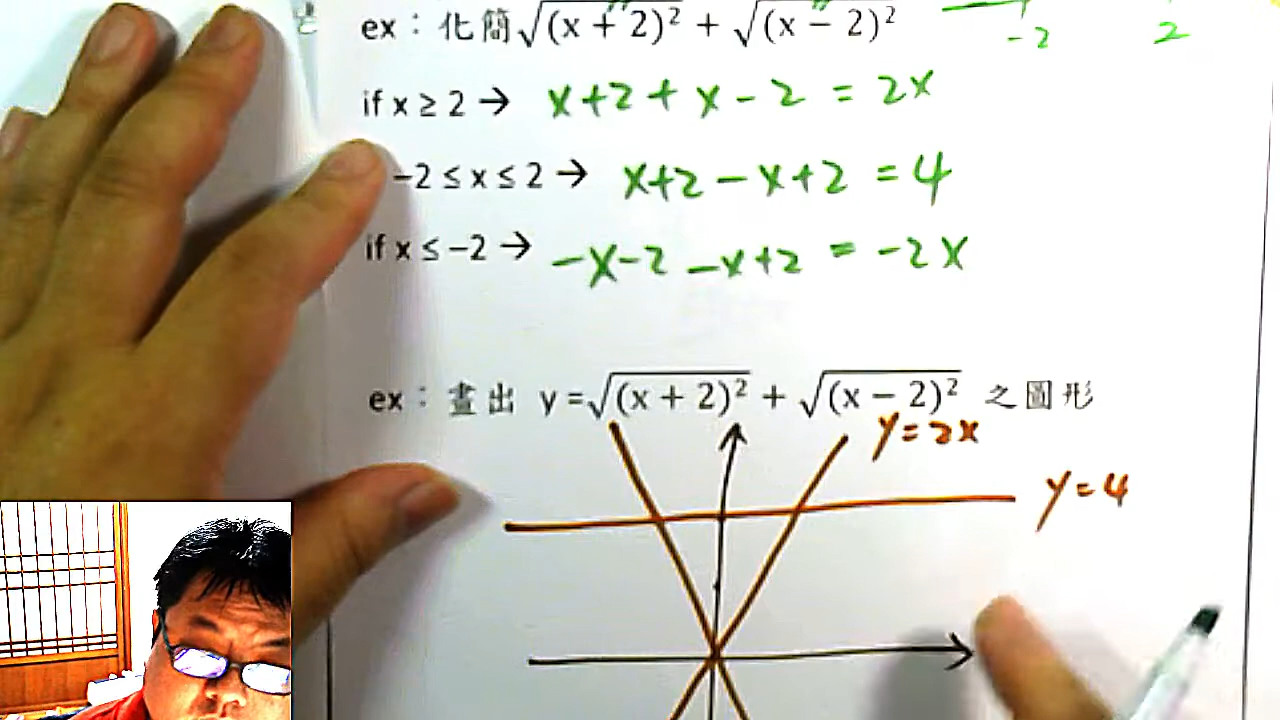 ex：化簡√(x + 2)² + √(x − 2)²
-2 2
if x ≥ 2 → x+2+x-2 = 2x
-2 ≤ x ≤ 2 → x+2-x+2 = 4
if x ≤ −2 → -x-2-x+2 = -2x
ex：畫出 y =√(x + 2)² + √(x − 2)² 之圖形
y=2x
y=4